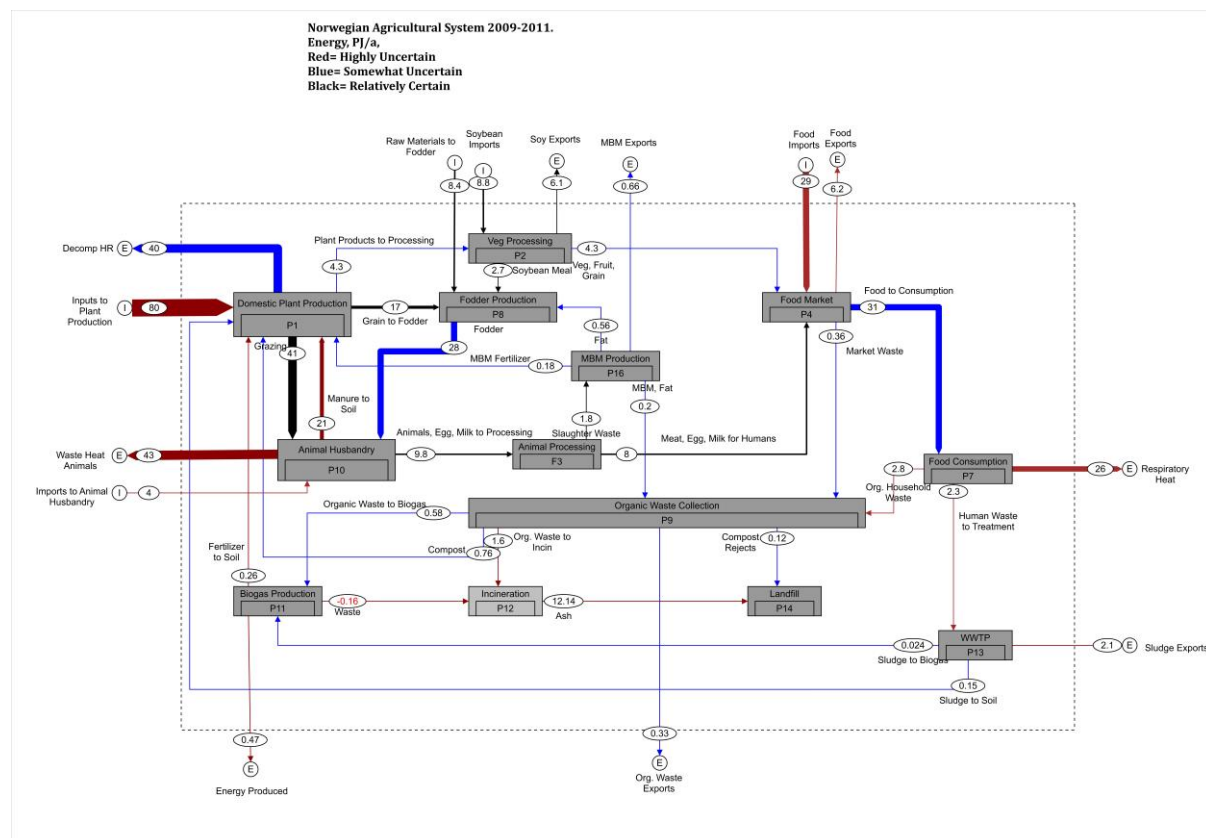 Norwegian Agricultural System 2009-2011.
Energy, PJ/a,
Red= Highly Uncertain
Blue= Somewhat Uncertain
Black= Relatively Certain
Raw Materials to
Fodder
I
8.4
Soybean
Imports
I
8.8
Soy Exports
E
6.1
MBM Exports
E
0.66
Food
Imports
I
29
Food
Exports
E
6.2
Decomp HR
E
40
Plant Products to Processing
4.3
Veg Processing
P2
2.7
Soybean Meal
4.3
Veg, Fruit,
Grain
Inputs to
Plant
Production
I
80
Domestic Plant Production
P1
17
Grain to Fodder
Fodder Production
P8
Fodder
Food Market
P4
Food to Consumption
31
0.36
Market Waste
Grazing
41
28
0.56
Fat
MBM Fertilizer
0.18
MBM Production
P16
MBM, Fat
0.2
Manure to
Soil
21
1.8
Slaughter Waste
Waste Heat
Animals
E
43
Animal Husbandry
P10
Animals, Egg, Milk to Processing
9.8
Animal Processing
F3
Meat, Egg, Milk for Humans
8
Food Consumption
P7
26
E
Respiratory
Heat
Imports to Animal
Husbandry
I
4
2.8
Org. Household
Waste
2.3
Human Waste
to Treatment
Organic Waste Collection
P9
Organic Waste to Biogas
0.58
Compost
0.76
1.6
Org. Waste to
Incin
Compost
Rejects
0.12
Fertilizer
to Soil
0.26
Biogas Production
P11
-0.16
Waste
Incineration
P12
12.14
Ash
Landfill
P14
WWTP
P13
0.024
Sludge to Biogas
2.1
E
Sludge Exports
0.15
Sludge to Soil
0.47
E
Energy Produced
0.33
E
Org. Waste
Exports